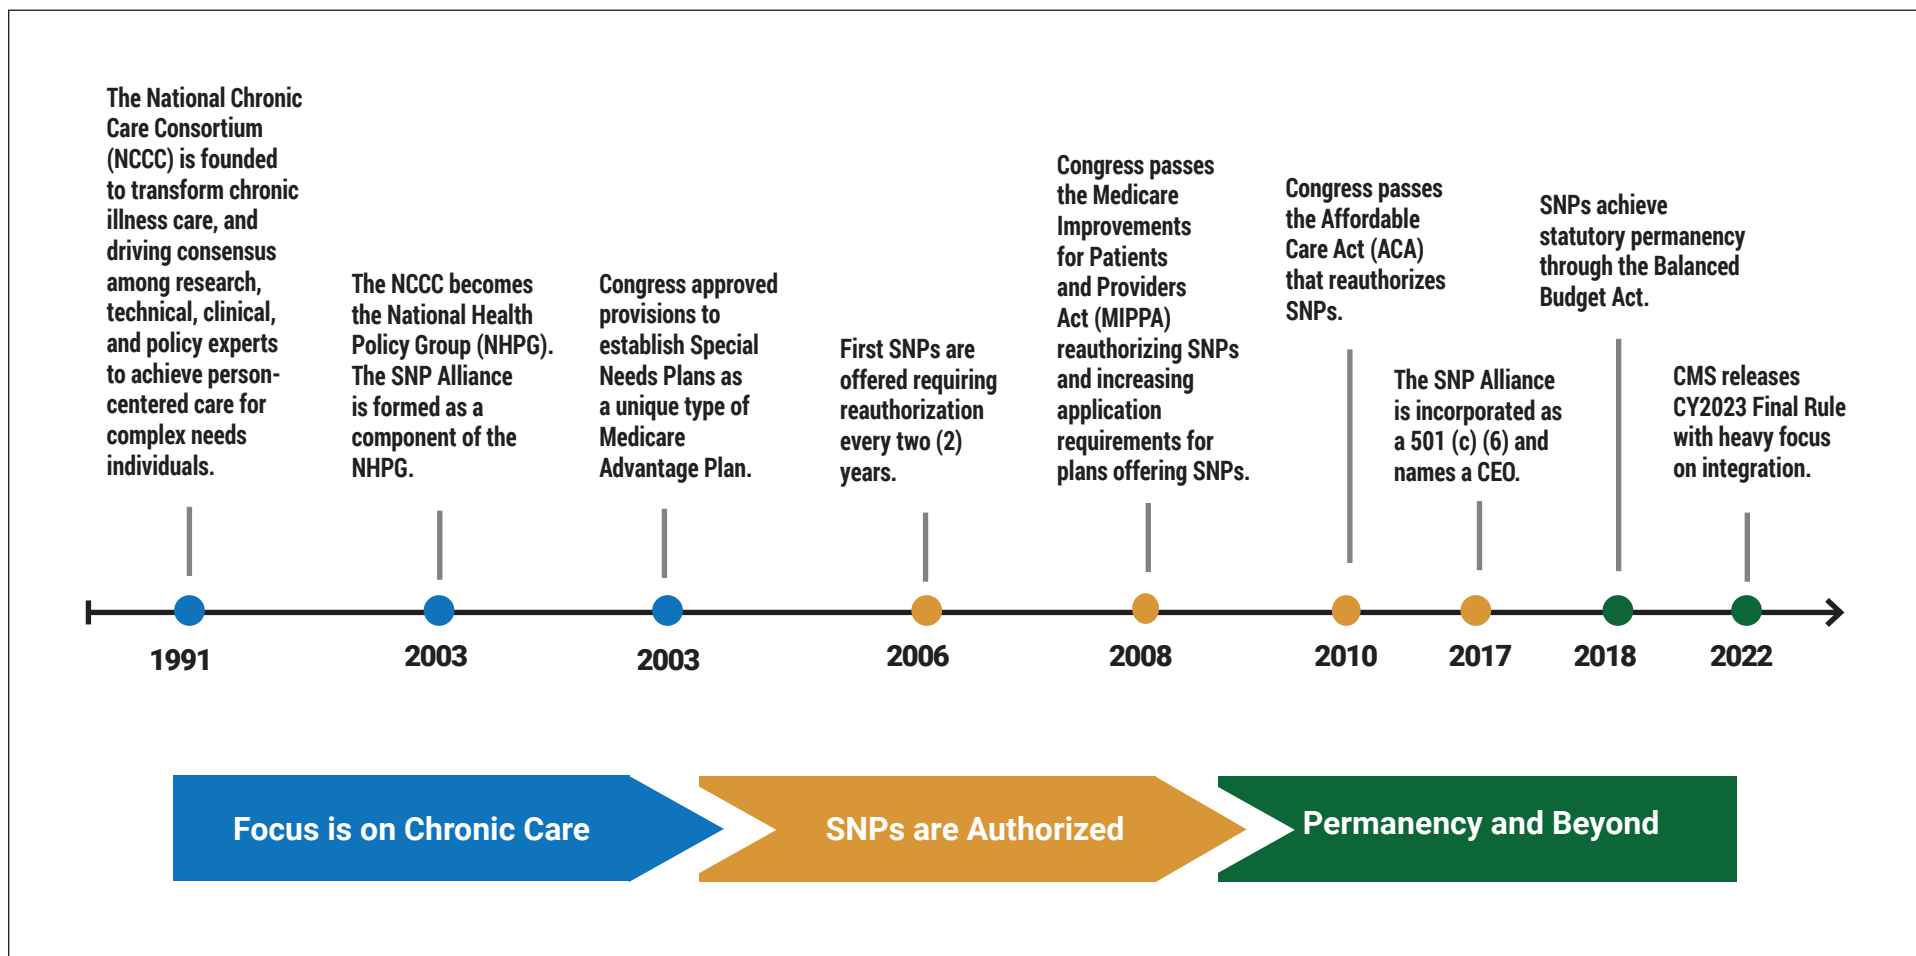 The National Chronic
Care Consortium
(NCCC) is founded
to transform chronic
illness care, and
driving consensus
among research,
technical, clinical,
and policy experts
to achieve person-
centered care for
complex needs
individuals.
The NCCC becomes
the National Health
Policy Group (NHPG).
The SNP Alliance
is formed as a
component of the
NHPG.
Congress approved
provisions to
establish Special
Needs Plans as
a unique type of
Medicare
Advantage Plan.
First SNPs are
offered requiring
reauthorization
every two (2)
years.
Congress passes
the Medicare
Improvements
for Patients
and Providers
Act (MIPPA)
reauthorizing SNPs
and increasing
application
requirements for
plans offering SNPs.
Congress passes
the Affordable
Care Act (ACA)
that reauthorizes
SNPs.
The SNP Alliance
is incorporated as
a 501 (c) (6) and
names a CEO.
SNPs achieve
statutory permanency
through the Balanced
Budget Act.
CMS releases
CY2023 Final Rule
with heavy focus
on integration.
1991
2003
2003
2006
2008
2010
2017
2018
2022
Focus is on Chronic Care
SNPs are Authorized
Permanency and Beyond